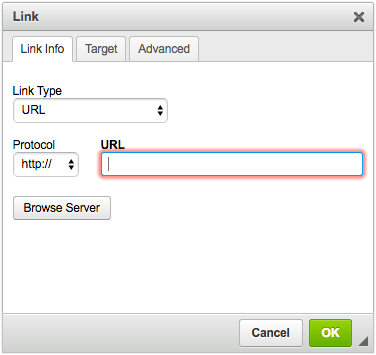 Link
Link Info Target Advanced
Link Type
URL
Protocol URL
http://
Browse Server
Cancel OK